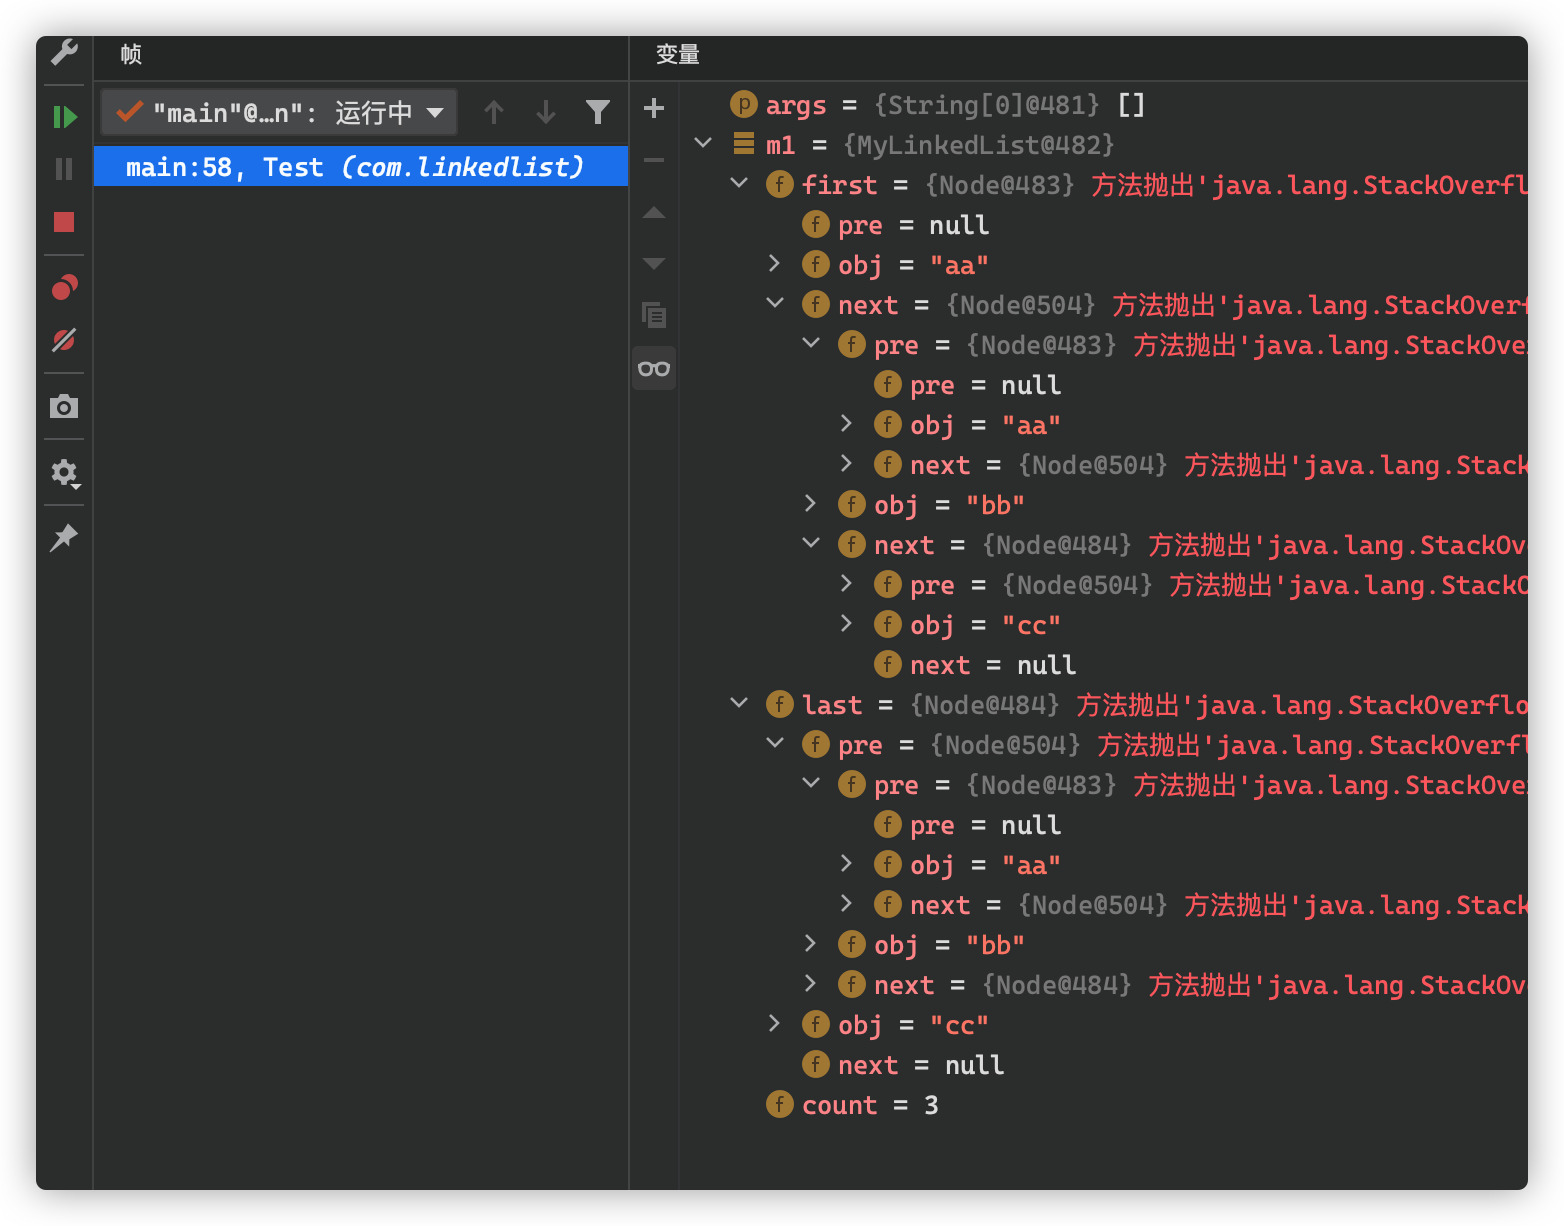 帧
变量
"main"@…n": 运行中
main:58, Test (com.linkedlist)
p args = {String[0]@481} []
m1 = {MyLinkedList@482}
f first = {Node@483} 方法抛出'java.lang.StackOverfl
f pre = null
f obj = "aa"
f next = {Node@504} 方法抛出'java.lang.StackOverf
f pre = {Node@483} 方法抛出'java.lang.StackOve
f pre = null
f obj = "aa"
f next = {Node@504} 方法抛出'java.lang.Stack
f obj = "bb"
f next = {Node@484} 方法抛出'java.lang.StackOv
f pre = {Node@504} 方法抛出'java.lang.StackO
f obj = "cc"
f next = null
f last = {Node@484} 方法抛出'java.lang.StackOverflo
f pre = {Node@504} 方法抛出'java.lang.StackOverfl
f pre = {Node@483} 方法抛出'java.lang.StackOve
f pre = null
f obj = "aa"
f next = {Node@504} 方法抛出'java.lang.Stack
f obj = "bb"
f next = {Node@484} 方法抛出'java.lang.StackOv
f obj = "cc"
f next = null
f count = 3